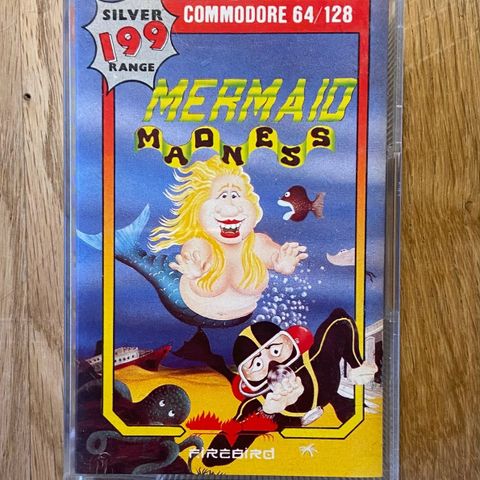 SILVER
199
RANGE
COMMODORE 64/128
MERMAID
MADNESS
FIREBIRD